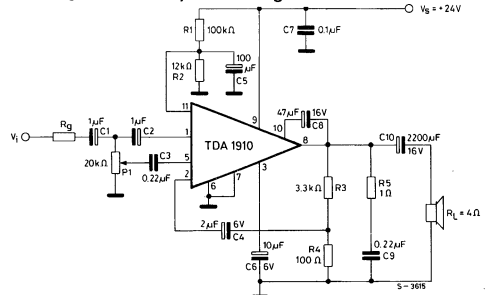 Vs = +24V
R1
100kΩ
C7
0.1µF
12kΩ
R2
100
µF
C5
11
1µF
C1
1µF
C2
Rg
Vi
20kΩ
P1
C3
0.22µF
1
5
2
TDA 1910
9
10
8
3
6
7
47µF
16V
C8
C10
2200µF
16V
3.3kΩ
R3
R5
1Ω
RL = 4Ω
2µF
6V
C4
R4
100Ω
10µF
C6
6V
0.22µF
C9
S-3615